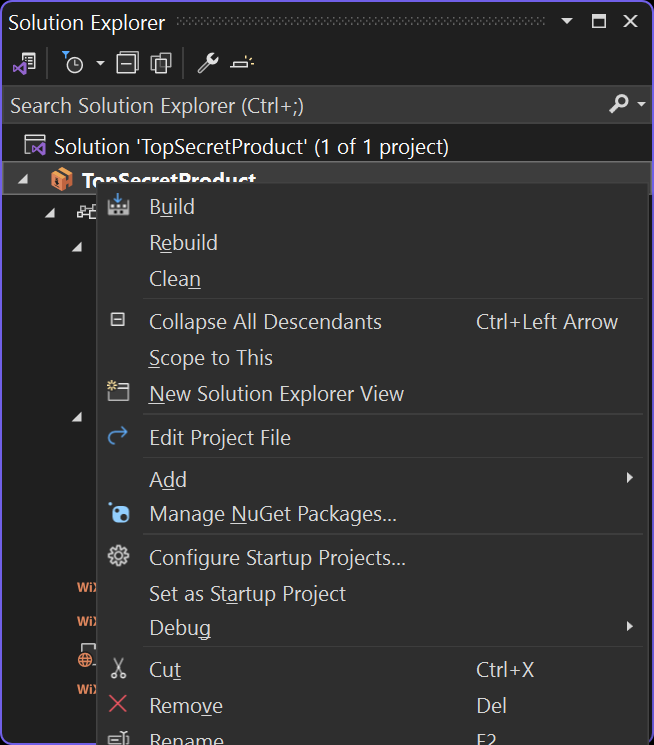 Solution Explorer
Search Solution Explorer (Ctrl+;)
Solution 'TopSecretProduct' (1 of 1 project)
TopSecretProduct
Build
Rebuild
Clean
Collapse All Descendants Ctrl+Left Arrow
Scope to This
New Solution Explorer View
Edit Project File
Add
Manage NuGet Packages...
Configure Startup Projects...
Set as Startup Project
Debug
WiX
WiX
Cut Ctrl+X
WiX
Remove Del
Rename F2